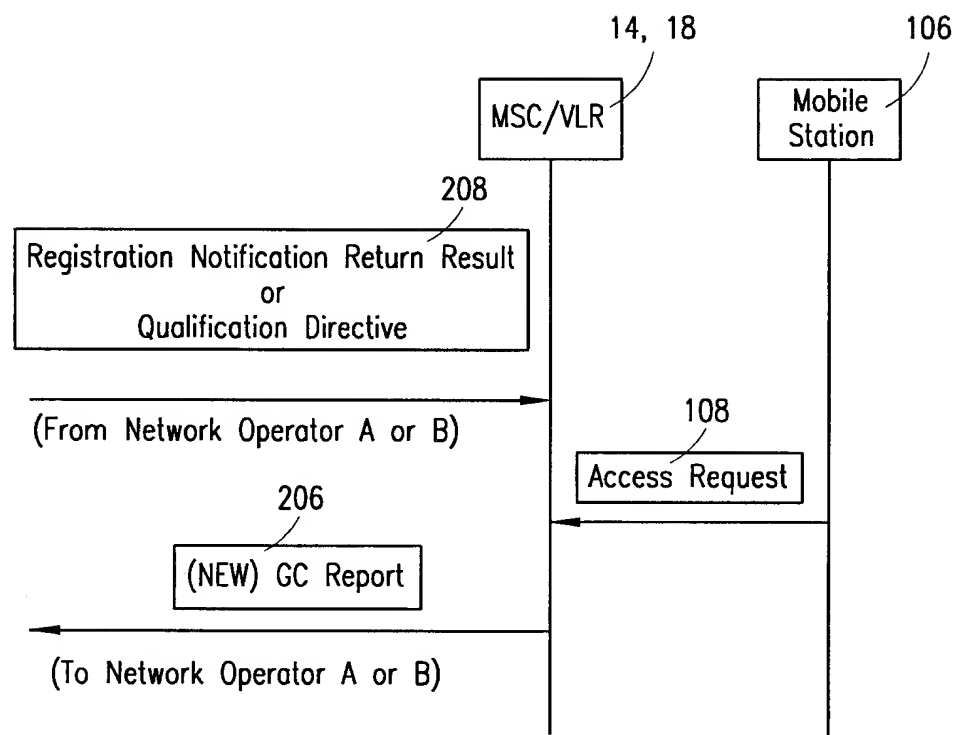 14, 18
106
MSC/VLR
Mobile
Station
208
Registration Notification Return Result
or
Qualification Directive
(From Network Operator A or B)
108
Access Request
206
(NEW) GC Report
(To Network Operator A or B)